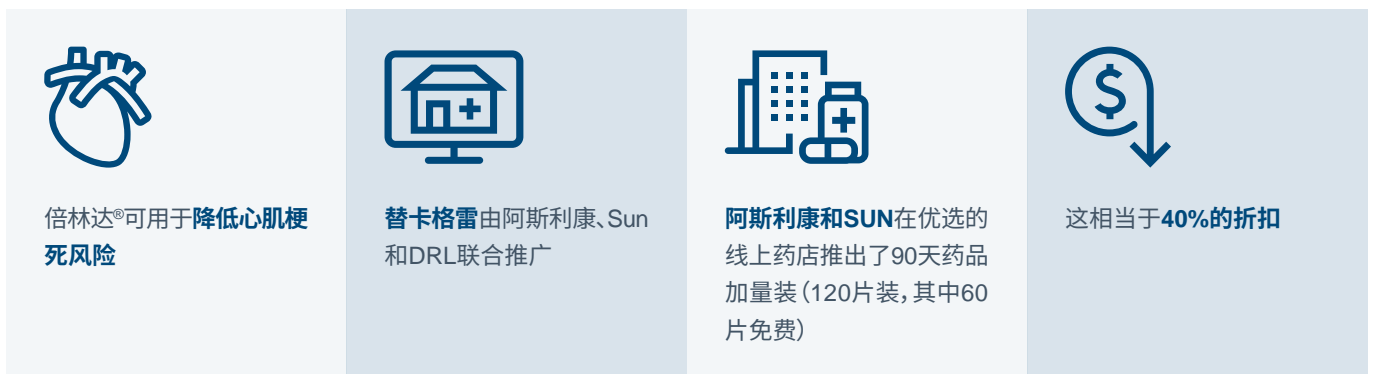 倍林达®可用于降低心肌梗
死风险
替卡格雷由阿斯利康、Sun
和DRL联合推广
阿斯利康和SUN在优选的
线上药店推出了90天药品
加量装（120片装，其中60
片免费）
这相当于40%的折扣